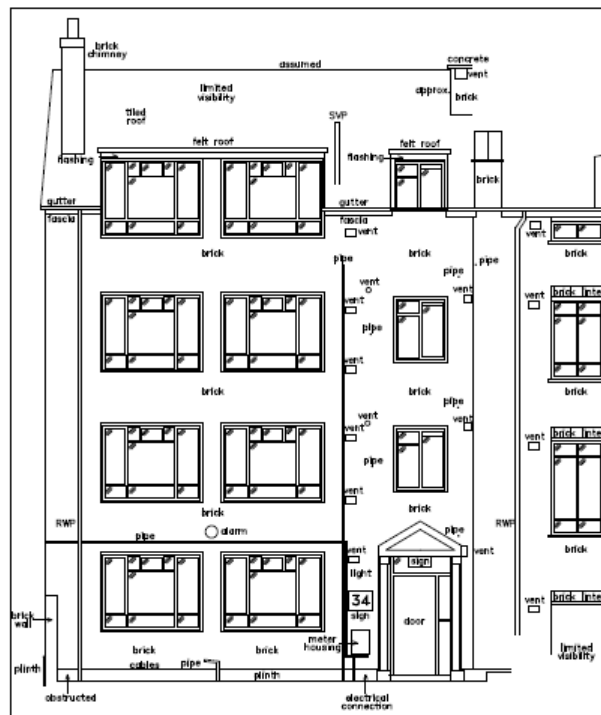 brick
chimney
assumed
concrete
vent
limited
visibility
approx.
brick
tiled
roof
SVP
felt roof
felt roof
flashing
flashing
brick
gutter
fascia
gutter
fascia
vent
vent
brick
brick
brick
pipe
pipe
pipe
vent
vent
vent
vent
brick
pipe
vent
brick
brick
brick
pipe
vent
vent
vent
brick
vent
pipe
vent
brick
brick
RWP
alarm
pipe
pipe
RWP
brick
vent
vent
light
sign
34
sign
vent
brick
brick
wall
door
meter
housing
brick
brick
limited
visibility
plinth
cables
pipe
plinth
obstructed
electrical
connection